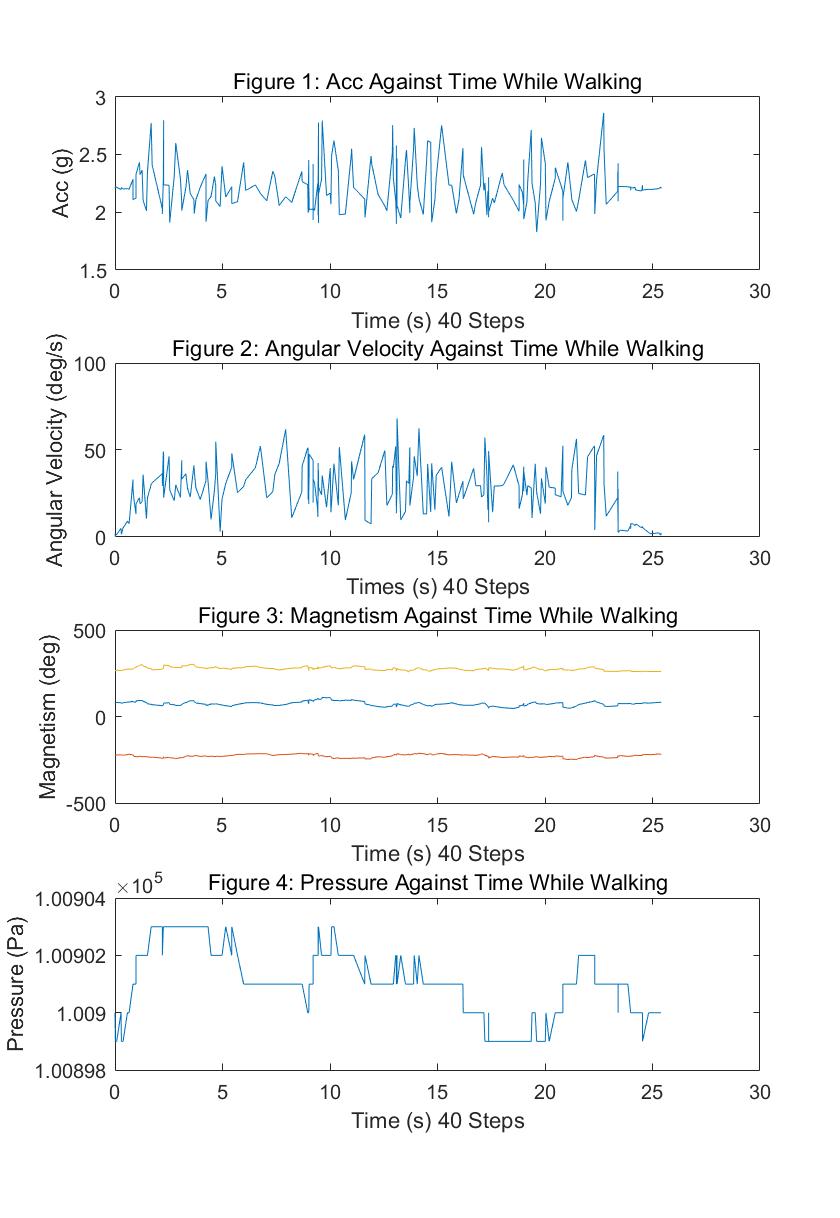 Figure 1: Acc Against Time While Walking
3
2.5
2
1.5
Acc (g)
0 5 10 15 20 25 30
Time (s) 40 Steps
Figure 2: Angular Velocity Against Time While Walking
100
50
0
Angular Velocity (deg/s)
0 5 10 15 20 25 30
Times (s) 40 Steps
Figure 3: Magnetism Against Time While Walking
500
0
-500
Magnetism (deg)
0 5 10 15 20 25 30
Time (s) 40 Steps
×10⁵ Figure 4: Pressure Against Time While Walking
1.00904
1.00902
1.009
1.00898
Pressure (Pa)
0 5 10 15 20 25 30
Time (s) 40 Steps